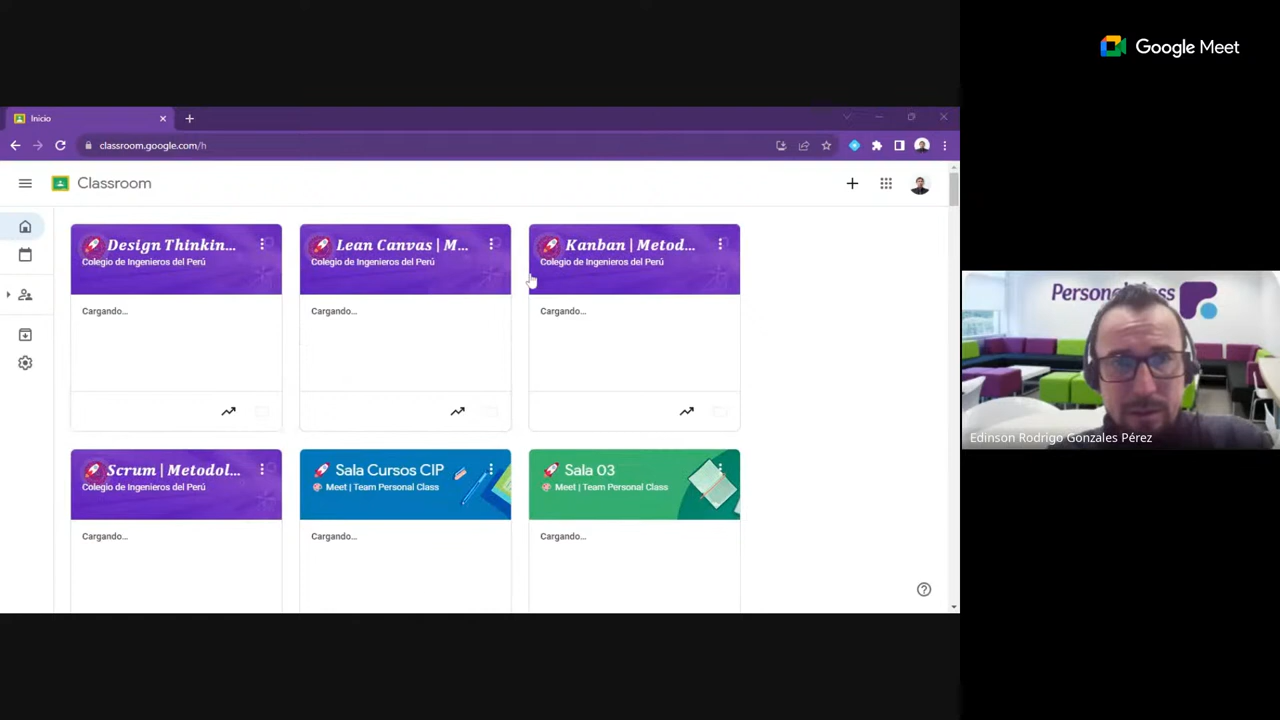 Google Meet
Inicio
classroom.google.com/h
Classroom
Design Thinkin...
Colegio de Ingenieros del Perú
Cargando...
Lean Canvas | M...
Colegio de Ingenieros del Perú
Cargando...
Kanban | Metod...
Colegio de Ingenieros del Perú
Cargando...
Scrum | Metodol...
Colegio de Ingenieros del Perú
Cargando...
Sala Cursos CIP
Meet | Team Personal Class
Cargando...
Sala 03
Meet | Team Personal Class
Cargando...
Edinson Rodrigo Gonzales Pérez